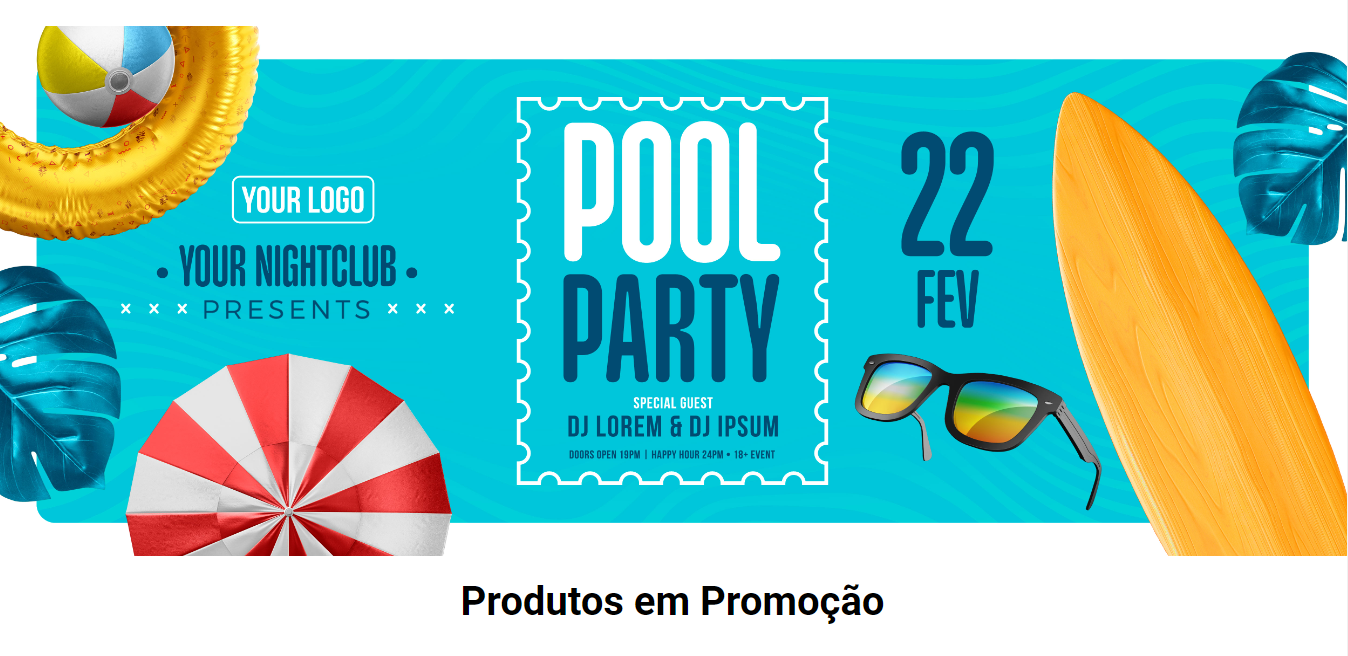 YOUR LOGO
• YOUR NIGHTCLUB •
x x x PRESENTS x x x
POOL
PARTY
SPECIAL GUEST
DJ LOREM & DJ IPSUM
DOORS OPEN 19PM | HAPPY HOUR 24PM • 18+ EVENT
22
FEV
Produtos em Promoção